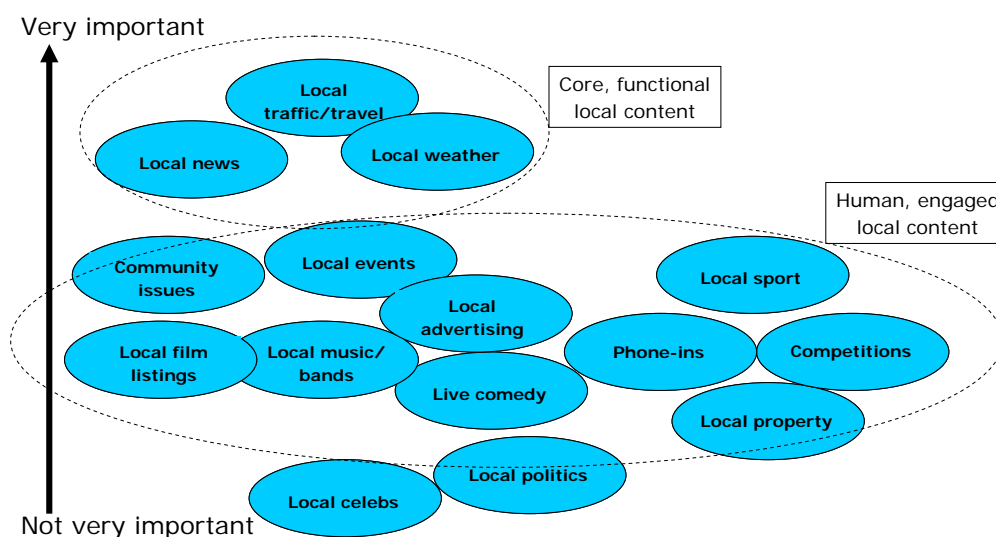 Very important
Local
traffic/travel
Core, functional
local content
Local news
Local weather
Human, engaged
local content
Community
issues
Local events
Local sport
Local
advertising
Local film
listings
Local music/
bands
Phone-ins
Competitions
Live comedy
Local property
Local politics
Local celebs
Not very important